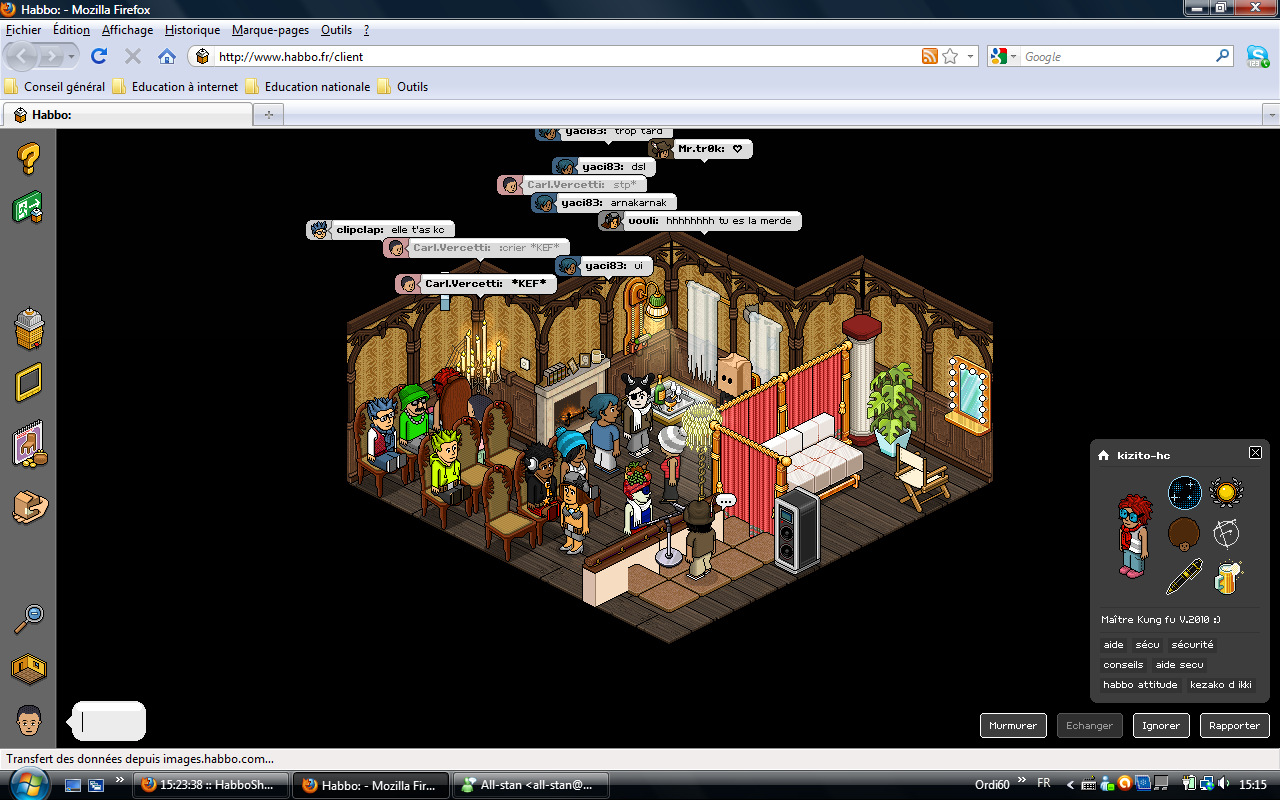 Habbo: - Mozilla Firefox
Fichier Édition Affichage Historique Marque-pages Outils ?
http://www.habbo.fr/client
Google
Conseil général Education à internet Education nationale Outils
Habbo:
yaci83: trop tard
Mr.tr0k: ♥
yaci83: dsl
Carl.Vercetti: stp*
yaci83: arnakarnak
vouli: hhhhhhhh tu es la merde
clipclap: elle t'as kc
Carl.Vercetti: :crier *KEF*
yaci83: vi
Carl.Vercetti: *KEF*
...
kizito-hc
Maître Kung fu V.2010 :)
aide sécu sécurité
conseils aide secu
habbo attitude kezako d ikki
Murmurer Echanger Ignorer Rapporter
Transfert des données depuis images.habbo.com...
15:23:38 :: HabboSh... Habbo: - Mozilla Fir... All-stan <all-stan@... Ordi60 » FR 15:15